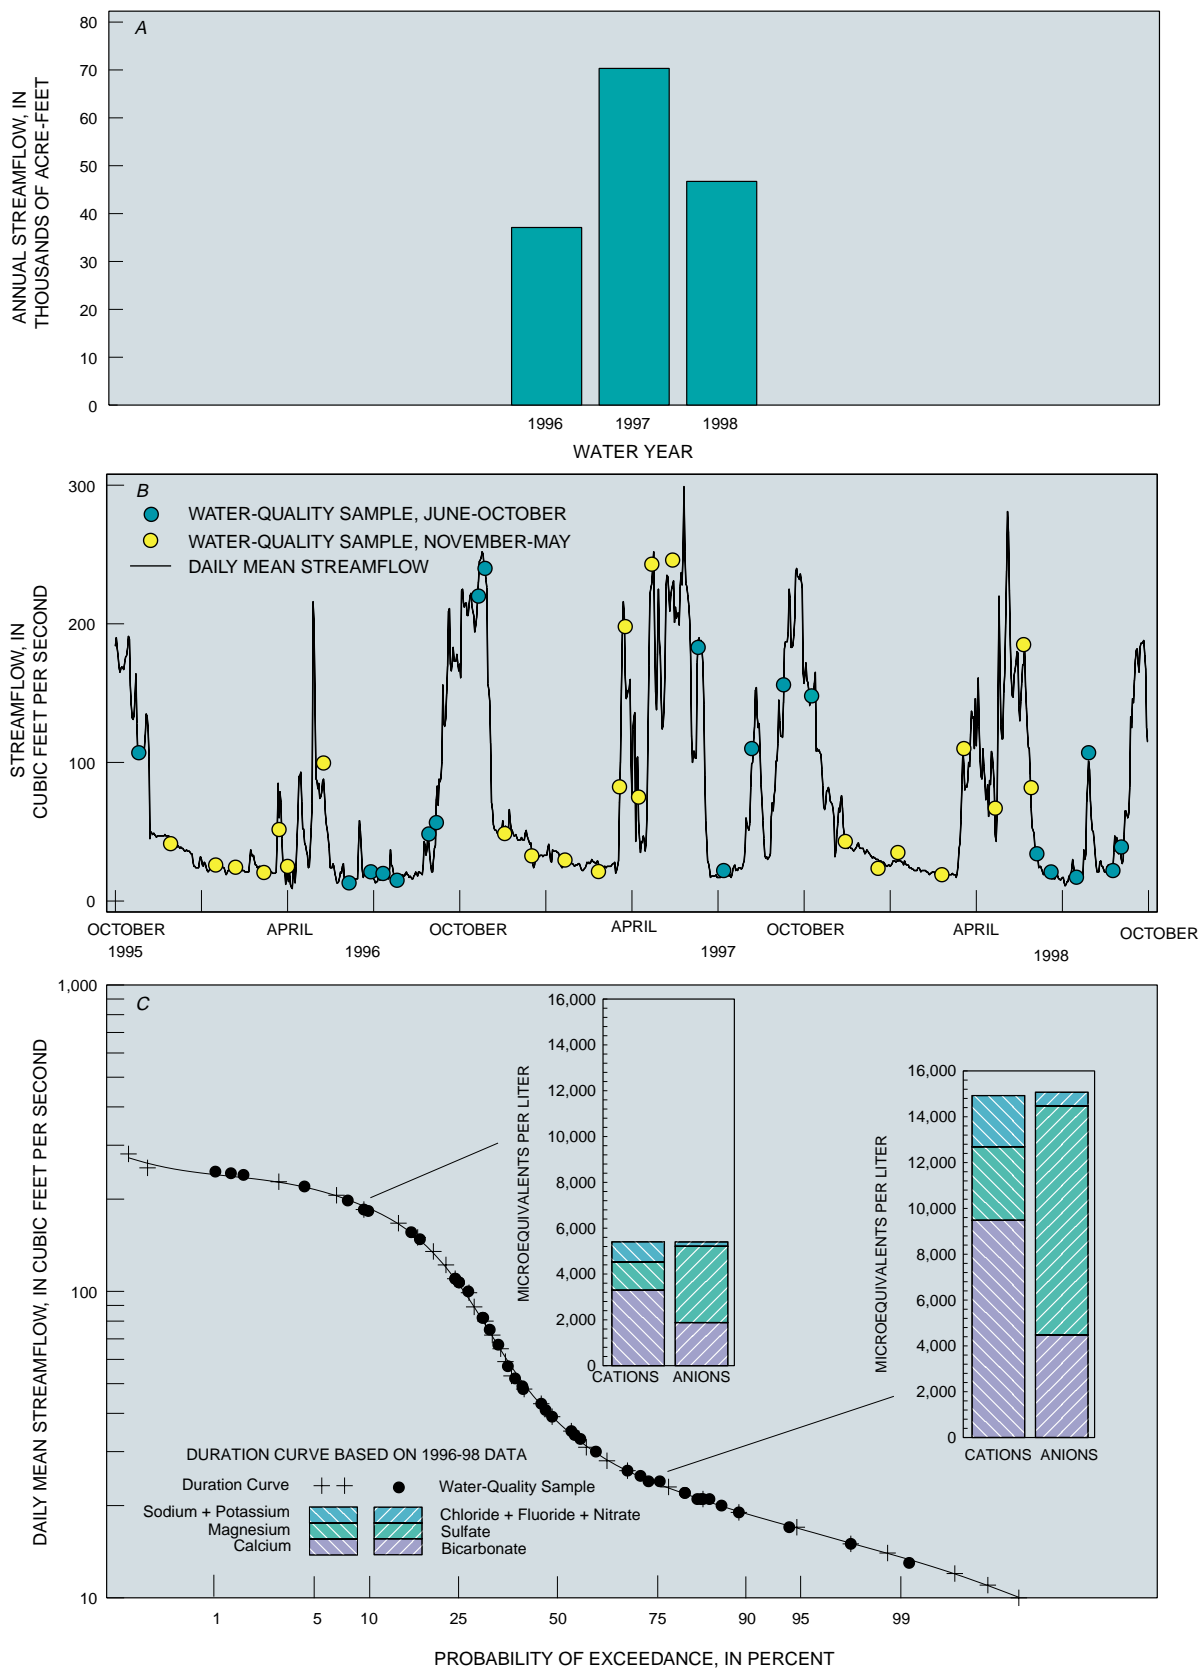 A
80
70
60
50
40
30
20
10
0
ANNUAL STREAMFLOW, IN
THOUSANDS OF ACRE-FEET
1996 1997 1998
WATER YEAR
B
300
200
100
0
STREAMFLOW, IN
CUBIC FEET PER SECOND
WATER-QUALITY SAMPLE, JUNE-OCTOBER
WATER-QUALITY SAMPLE, NOVEMBER-MAY
DAILY MEAN STREAMFLOW
OCTOBER APRIL OCTOBER APRIL OCTOBER APRIL OCTOBER
1995 1996 1997 1998
C
1,000
100
10
DAILY MEAN STREAMFLOW, IN CUBIC FEET PER SECOND
16,000
14,000
12,000
10,000
8,000
6,000
4,000
2,000
0
MICROEQUIVALENTS PER LITER
CATIONS ANIONS
16,000
14,000
12,000
10,000
8,000
6,000
4,000
2,000
0
MICROEQUIVALENTS PER LITER
CATIONS ANIONS
DURATION CURVE BASED ON 1996-98 DATA
Duration Curve Water-Quality Sample
Sodium + Potassium Chloride + Fluoride + Nitrate
Magnesium Sulfate
Calcium Bicarbonate
1 5 10 25 50 75 90 95 99
PROBABILITY OF EXCEEDANCE, IN PERCENT